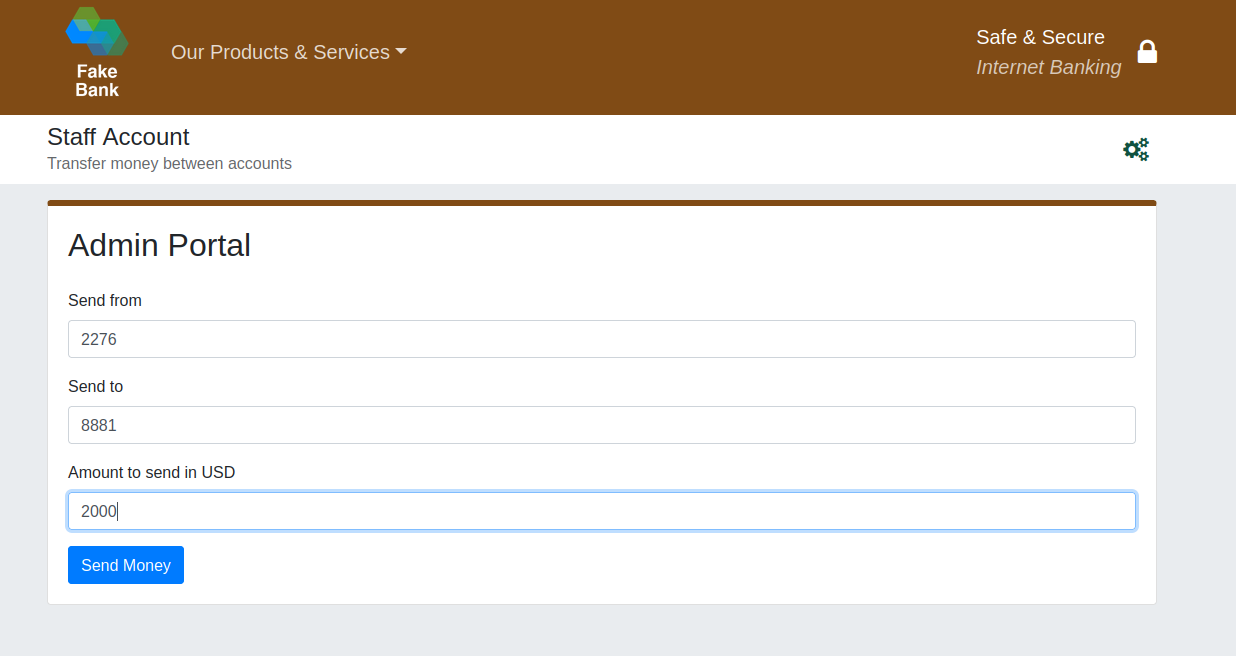 Fake
Bank
Our Products & Services
Safe & Secure
Internet Banking
Staff Account
Transfer money between accounts
Admin Portal
Send from
2276
Send to
8881
Amount to send in USD
2000
Send Money